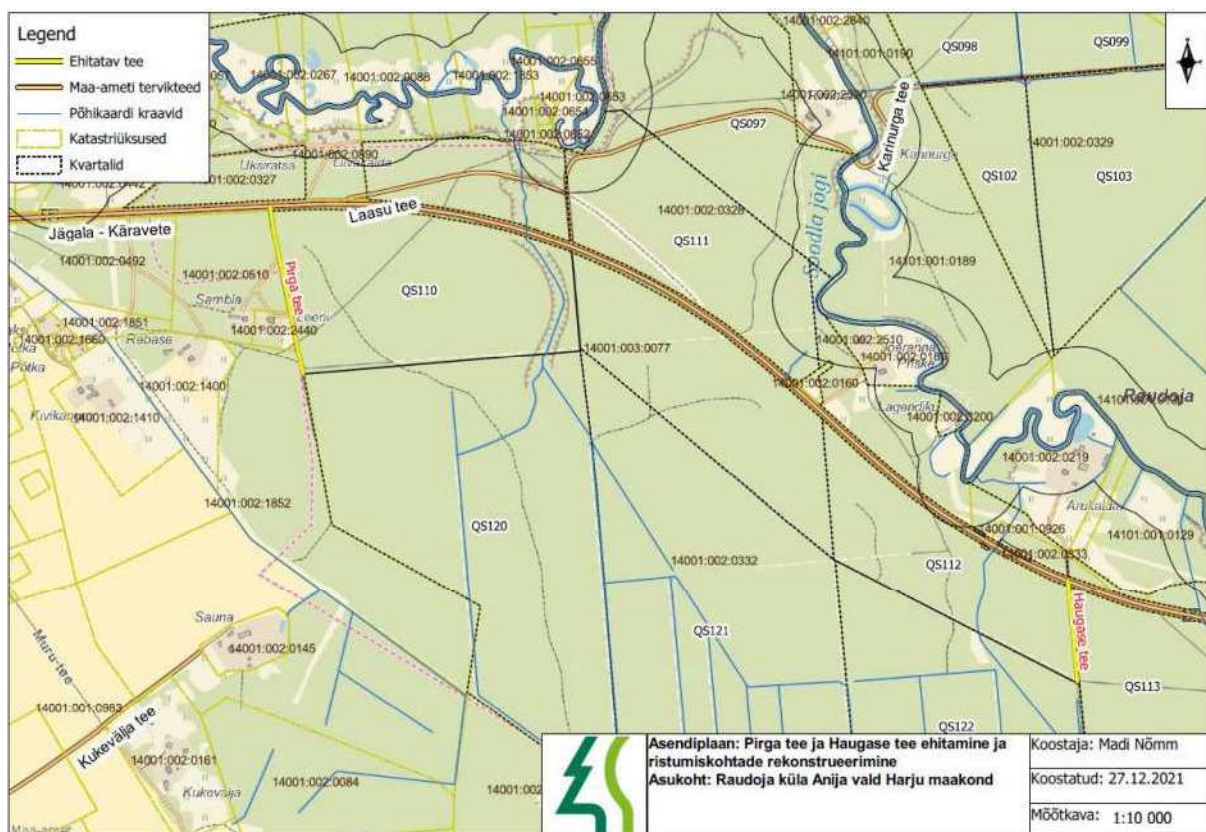 Legend
Ehitatav tee
Maa-ameti tervikteed
Põhikaardi kraavid
Katastriüksused
Kvartalid
14001:002:0267
14001:002:0088
14001:002:1853
14001:002:0655
14001:002:0653
14001:002:0654
14001:002:0652
14001:002:2840
14101:001:0190
QS098
QS099
QS097
Karinurga tee
Karinurga
14001:002:0329
QS102
QS103
Uksiratsa
14001:002:0890
14001:002:0327
Laasu tee
Jägala - Käravete
14001:002:0492
14001:002:0510
Pirga tee
Sambla
Leeni
14001:002:2440
14001:002:1851
14001:002:1660
Rabase
Põtka
14001:002:1400
14001:002:1410
QS110
14001:002:0328
QS111
Soodla jõgi
14101:001:0189
14001:003:0077
14001:002:2510
14001:002:0160
Lagendiku
Raudoja
14001:002:0219
Arukalda
14001:001:0926
14101:001:0129
14001:002:1852
QS120
14001:002:0332
QS112
QS121
Haugase tee
QS113
QS122
Sauna
14001:002:0145
Muru-tee
14001:001:0983
Kukevälja tee
14001:002:0161
Kukevälja
14001:002:0084
Asendiplaan: Pirga tee ja Haugase tee ehitamine ja
ristumiskohtade rekonstrueerimine
Asukoht: Raudoja küla Anija vald Harju maakond
Koostaja: Madi Nõmm
Koostatud: 27.12.2021
Mõõtkava: 1:10 000